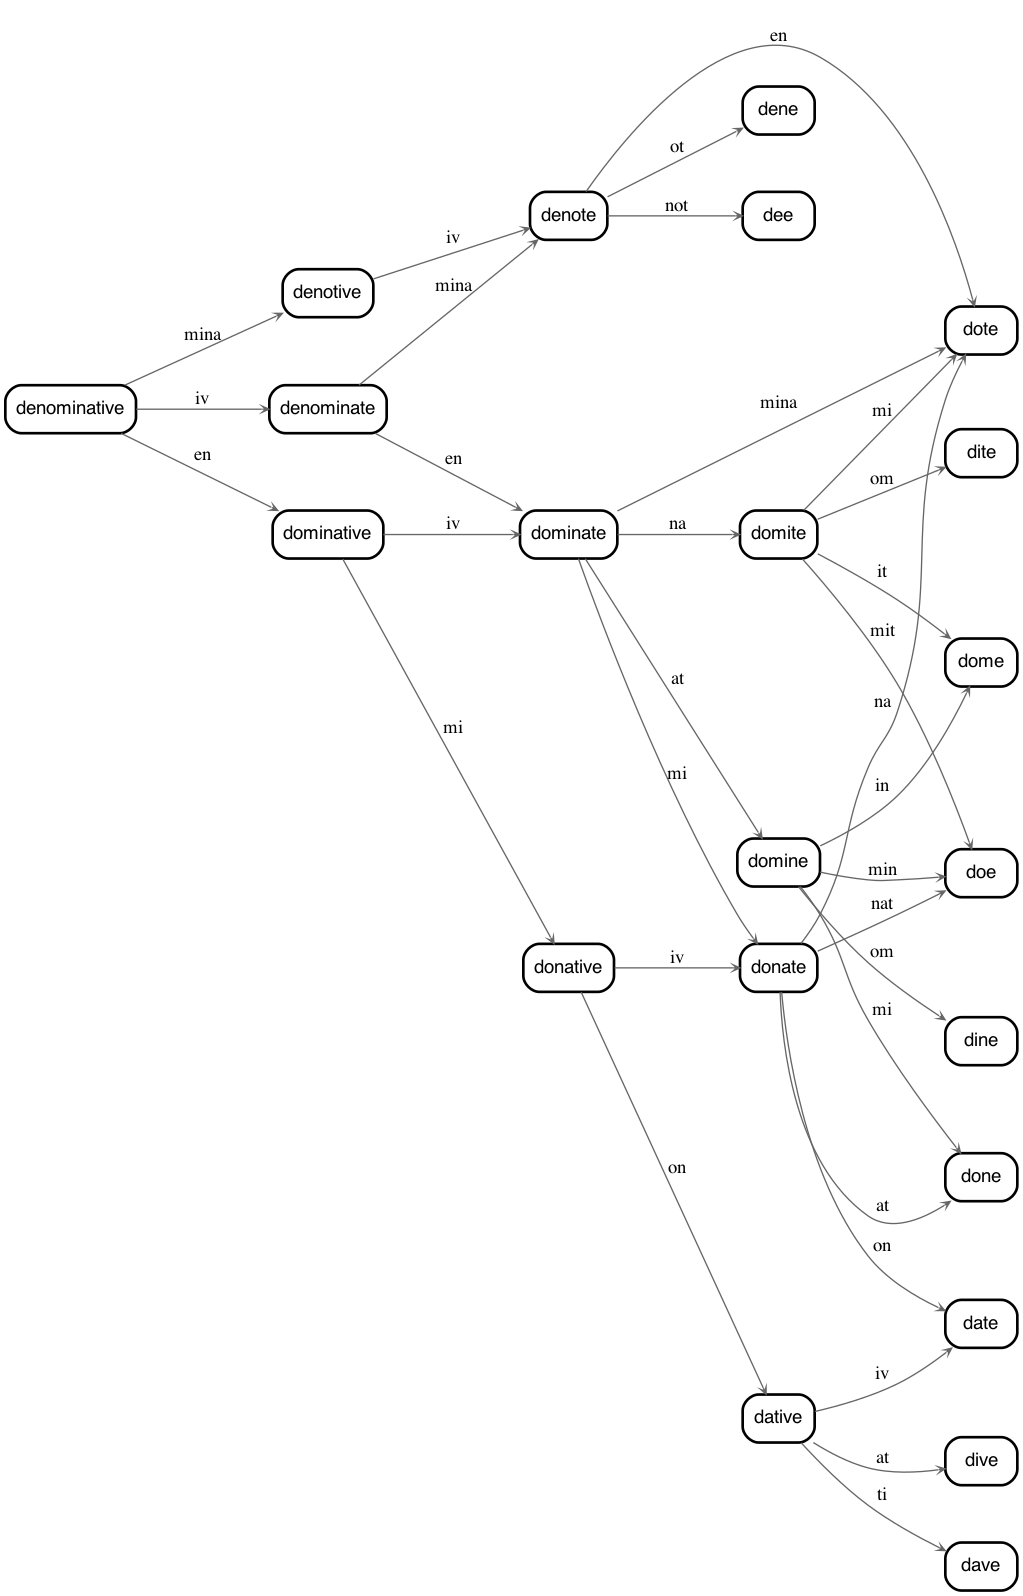 en
dene
ot
denote
not
dee
iv
denotive
mina
dote
mina
denominative
iv
denominate
mina
mi
en
en
dite
om
dominative
iv
dominate
na
domite
it
mit
dome
at
na
mi
mi
in
domine
min
doe
nat
om
donative
iv
donate
mi
dine
on
done
at
on
date
iv
dative
at
dive
ti
dave